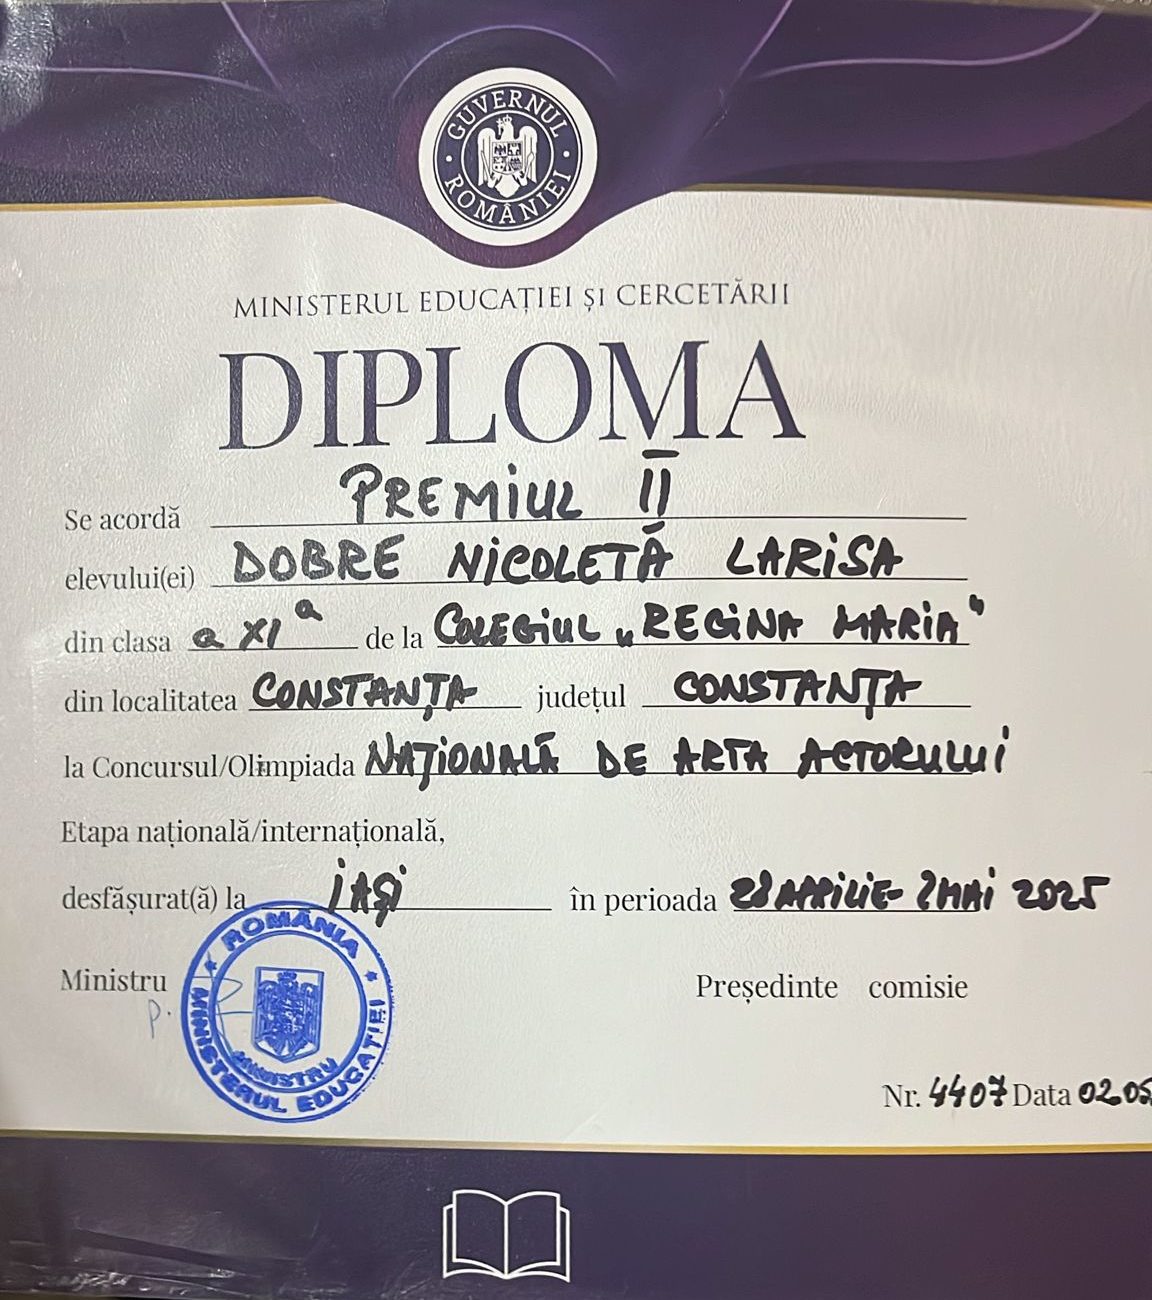 GUVERNUL ROMÂNIEI
MINISTERUL EDUCAȚIEI ȘI CERCETĂRII
DIPLOMA
Se acordă PREMIUL II
elevului(ei) DOBRE NICOLETĂ LARISA
din clasa a XIª de la COLEGIUL „REGINA MARIA"
din localitatea CONSTANȚA județul CONSTANȚA
la Concursul/Olimpiada NAȚIONALĂ DE ARTA ACTORULUI
Etapa națională/internațională,
desfășurat(ă) la IAȘI în perioada 28 APRILIE - 2 MAI 2025
Ministru Președinte comisie
p.
ROMÂNIA
MINISTERUL EDUCAȚIEI
MINISTRU
Nr. 4407 Data 02.05